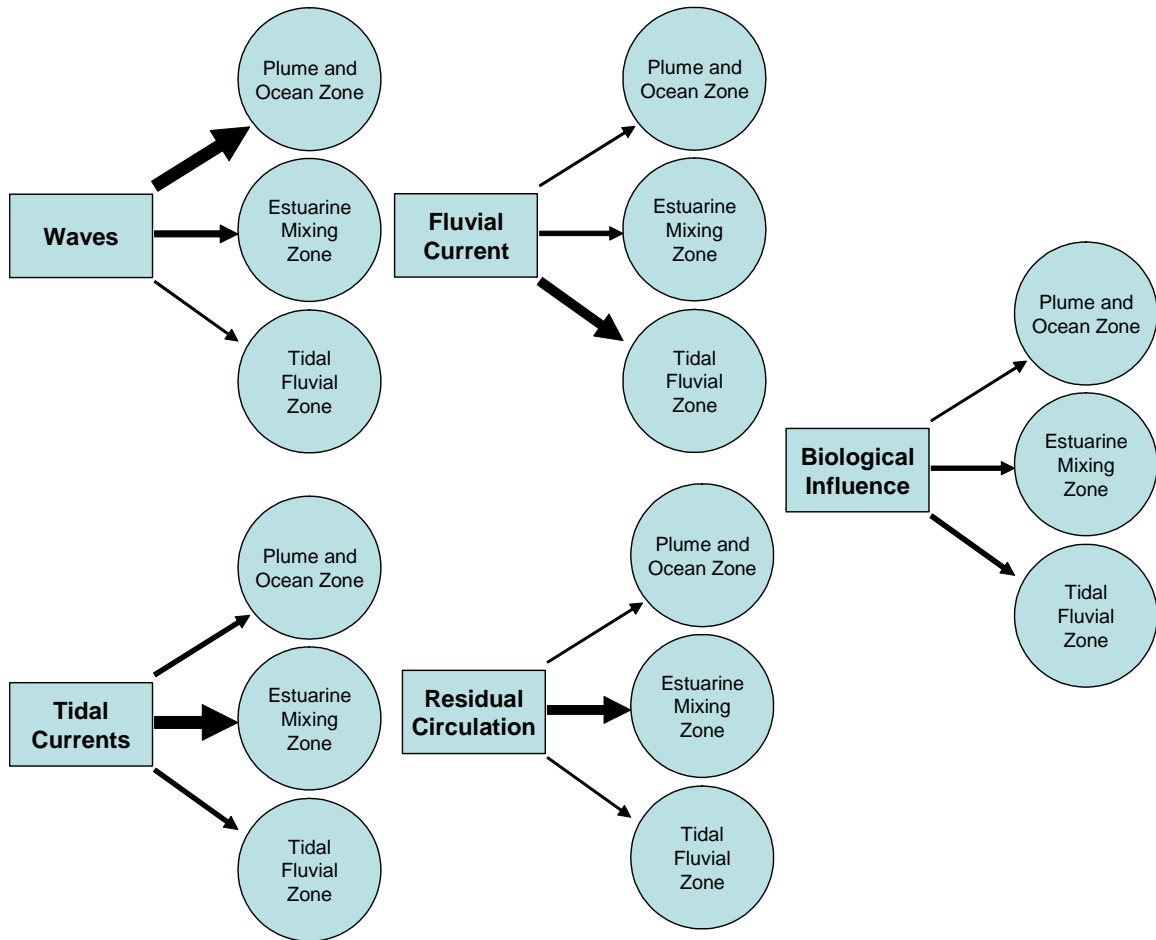 Plume and
Ocean Zone
Waves
Estuarine
Mixing
Zone
Tidal
Fluvial
Zone
Plume and
Ocean Zone
Fluvial
Current
Estuarine
Mixing
Zone
Tidal
Fluvial
Zone
Plume and
Ocean Zone
Biological
Influence
Estuarine
Mixing
Zone
Tidal
Fluvial
Zone
Plume and
Ocean Zone
Tidal
Currents
Estuarine
Mixing
Zone
Tidal
Fluvial
Zone
Plume and
Ocean Zone
Residual
Circulation
Estuarine
Mixing
Zone
Tidal
Fluvial
Zone